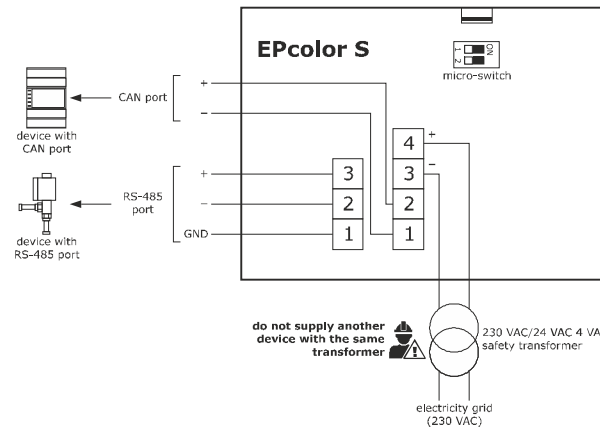 EPcolor S
ON
1
2
micro-switch
+
CAN port
−
device with
CAN port
+
RS-485
port
−
GND
device with
RS-485 port
3
2
1
4
3
2
1
+
−
do not supply another
device with the same
transformer
230 VAC/24 VAC 4 VA
safety transformer
electricity grid
(230 VAC)